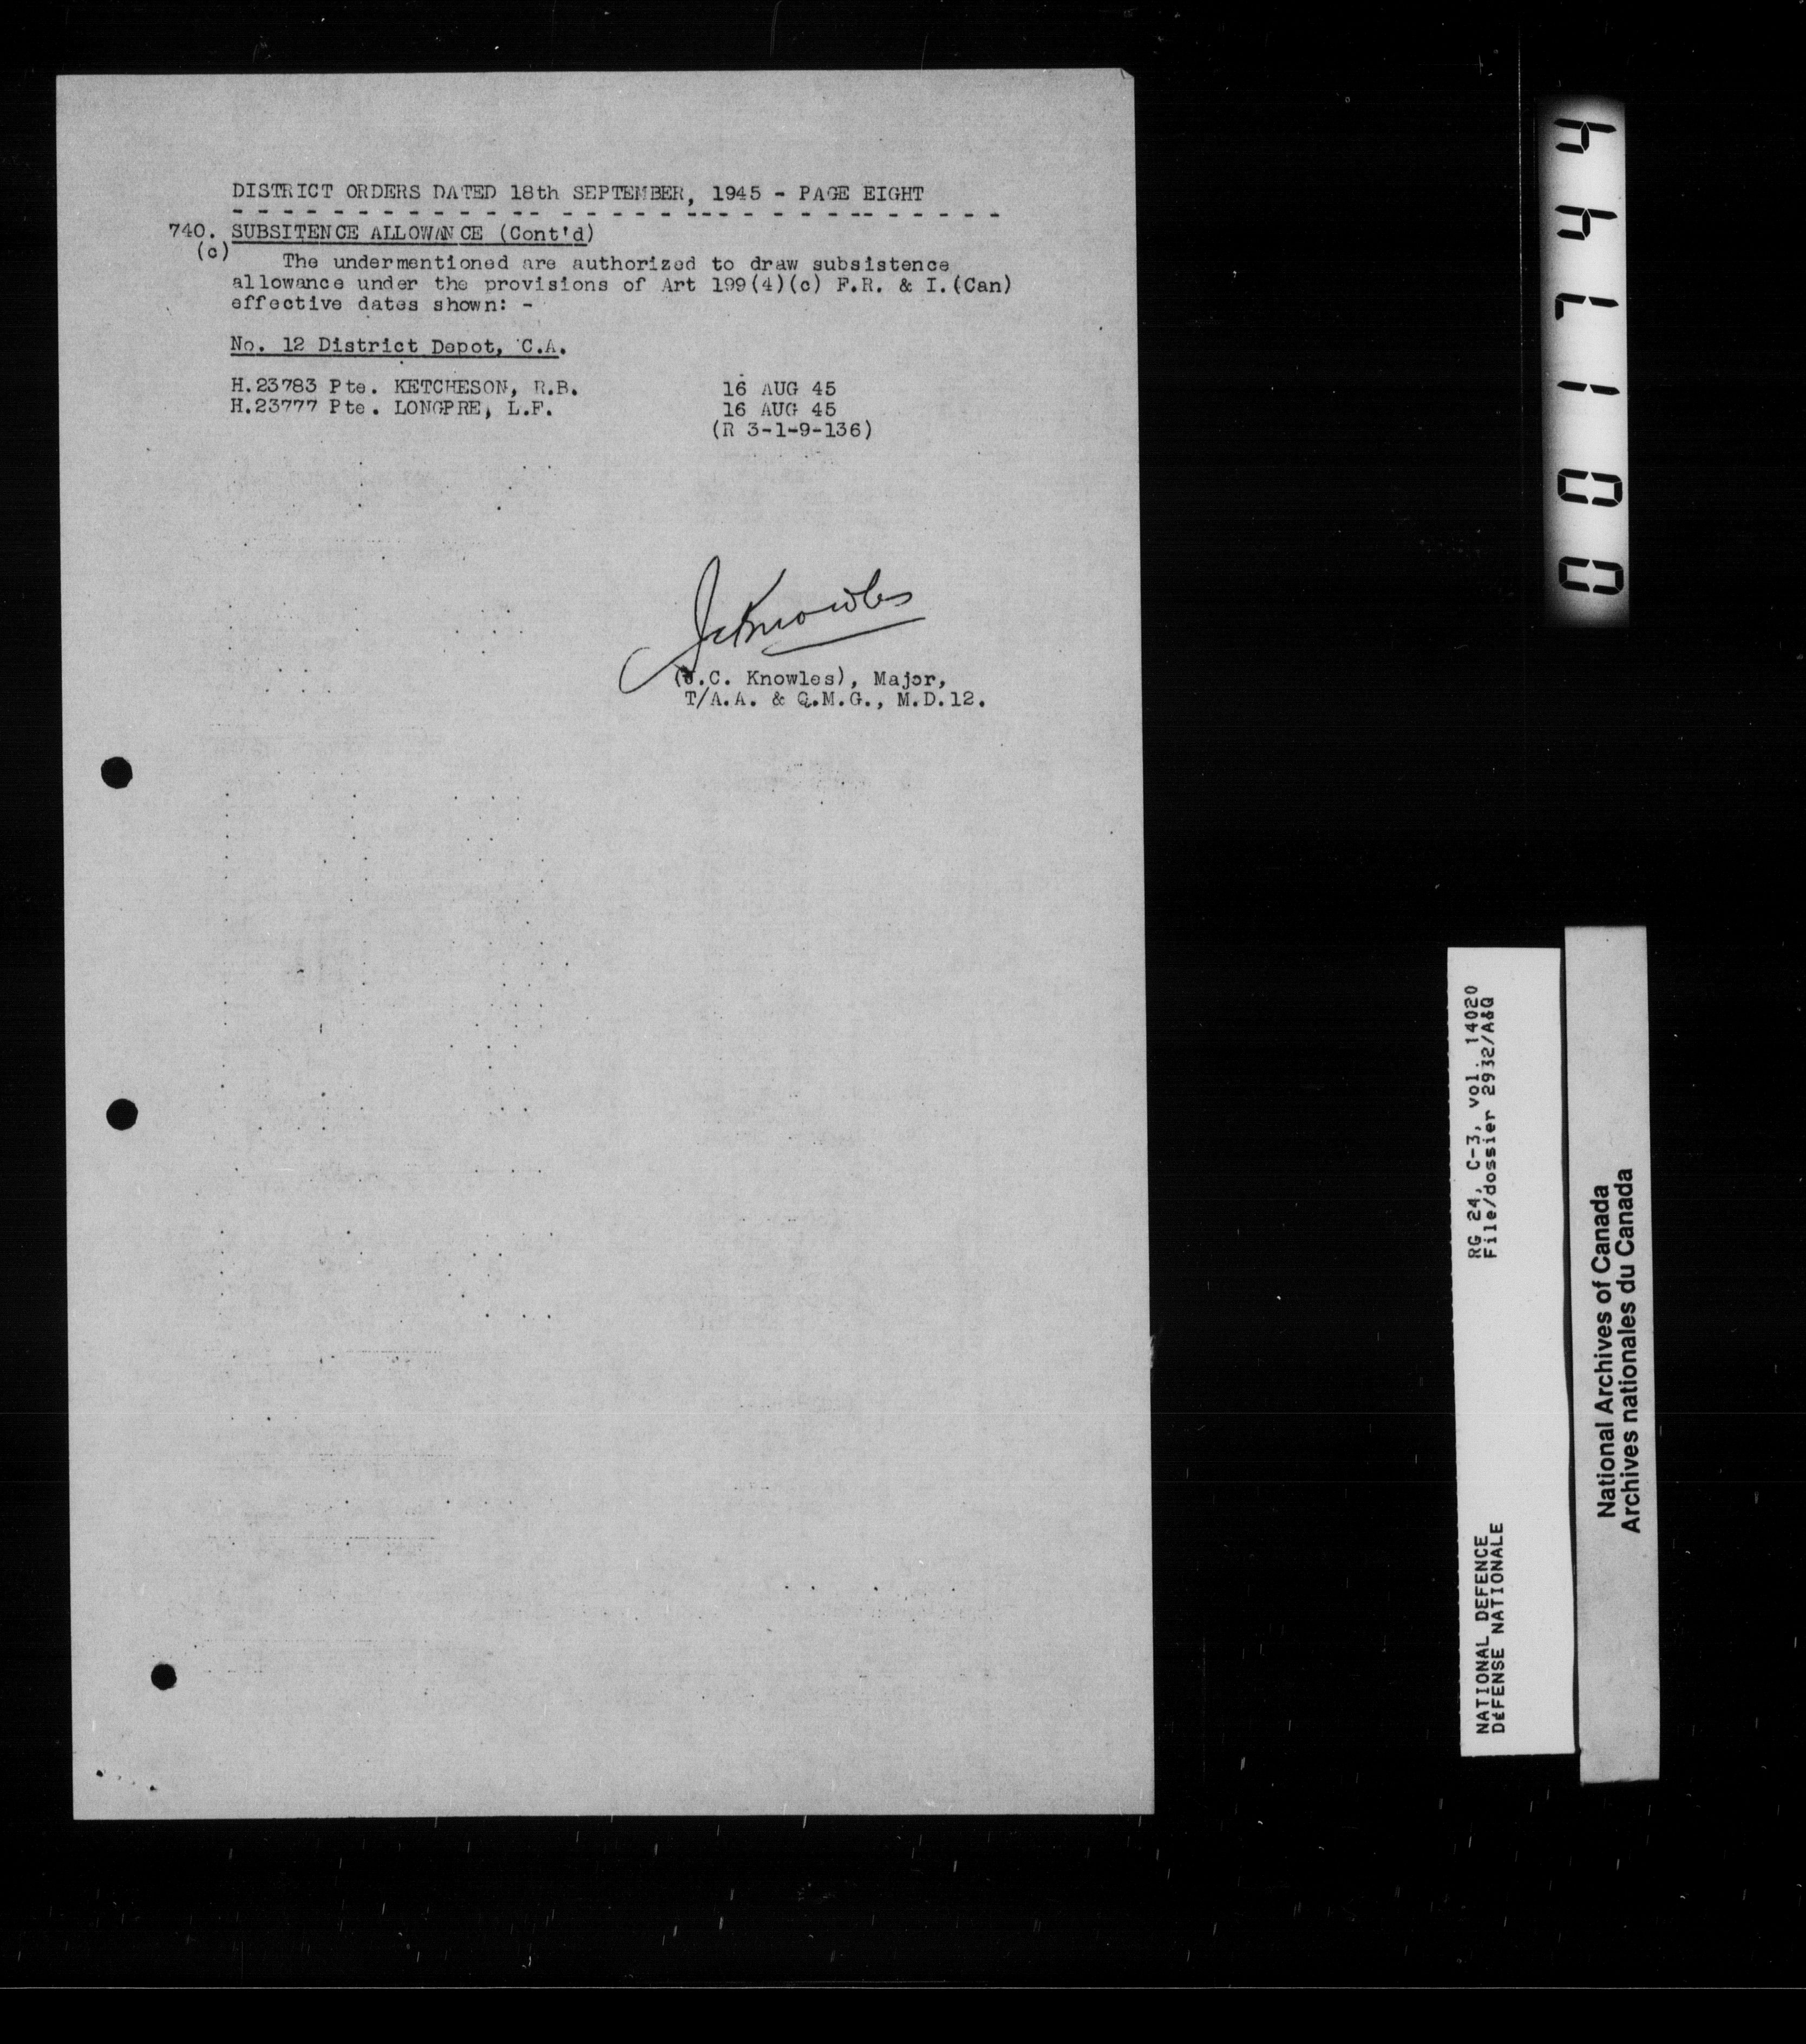 DISTRICT ORDERS DATED 18th SEPTEMBER, 1945 - PAGE EIGHT
740. SUBSITENCE ALLOWANCE (Cont'd)
(c) The undermentioned are authorized to draw subsistence
allowance under the provisions of Art 199(4)(c) F.R. & I.(Can)
effective dates shown: -
No. 12 District Depot, C.A.
H.23783 Pte. KETCHESON, R.B. 16 AUG 45
H.23777 Pte. LONGPRE, L.F. 16 AUG 45
(R 3-1-9-136)
JcKnowles
(J.C. Knowles), Major,
T/A.A. & Q.M.G., M.D.12.
447100
RG 24, C-3, vol. 14020
File/dossier 2932/A&Q
NATIONAL DEFENCE
DÉFENSE NATIONALE
National Archives of Canada
Archives nationales du Canada